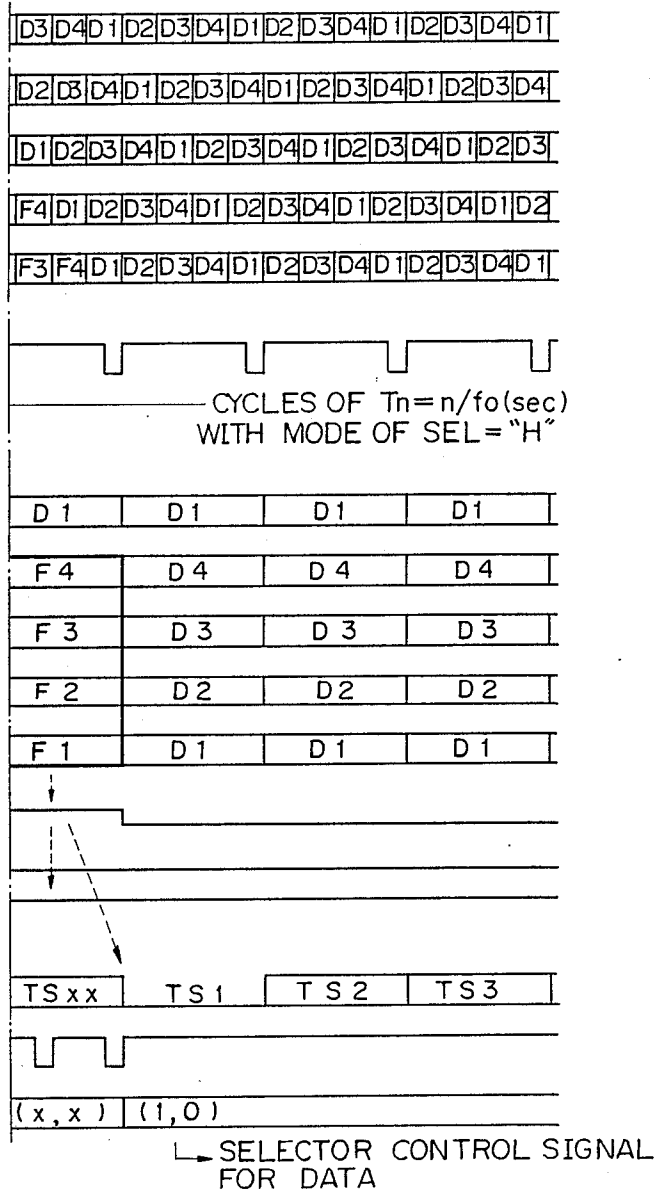 D3 D4 D1 D2 D3 D4 D1 D2 D3 D4 D1 D2 D3 D4 D1
D2 D3 D4 D1 D2 D3 D4 D1 D2 D3 D4 D1 D2 D3 D4
D1 D2 D3 D4 D1 D2 D3 D4 D1 D2 D3 D4 D1 D2 D3
F4 D1 D2 D3 D4 D1 D2 D3 D4 D1 D2 D3 D4 D1 D2
F3 F4 D1 D2 D3 D4 D1 D2 D3 D4 D1 D2 D3 D4 D1
CYCLES OF Tn=n/fo(sec)
WITH MODE OF SEL="H"
D1 D1 D1 D1
F4 D4 D4 D4
F3 D3 D3 D3
F2 D2 D2 D2
F1 D1 D1 D1
TSxx TS1 TS2 TS3
(x,x) (1,0)
SELECTOR CONTROL SIGNAL
FOR DATA